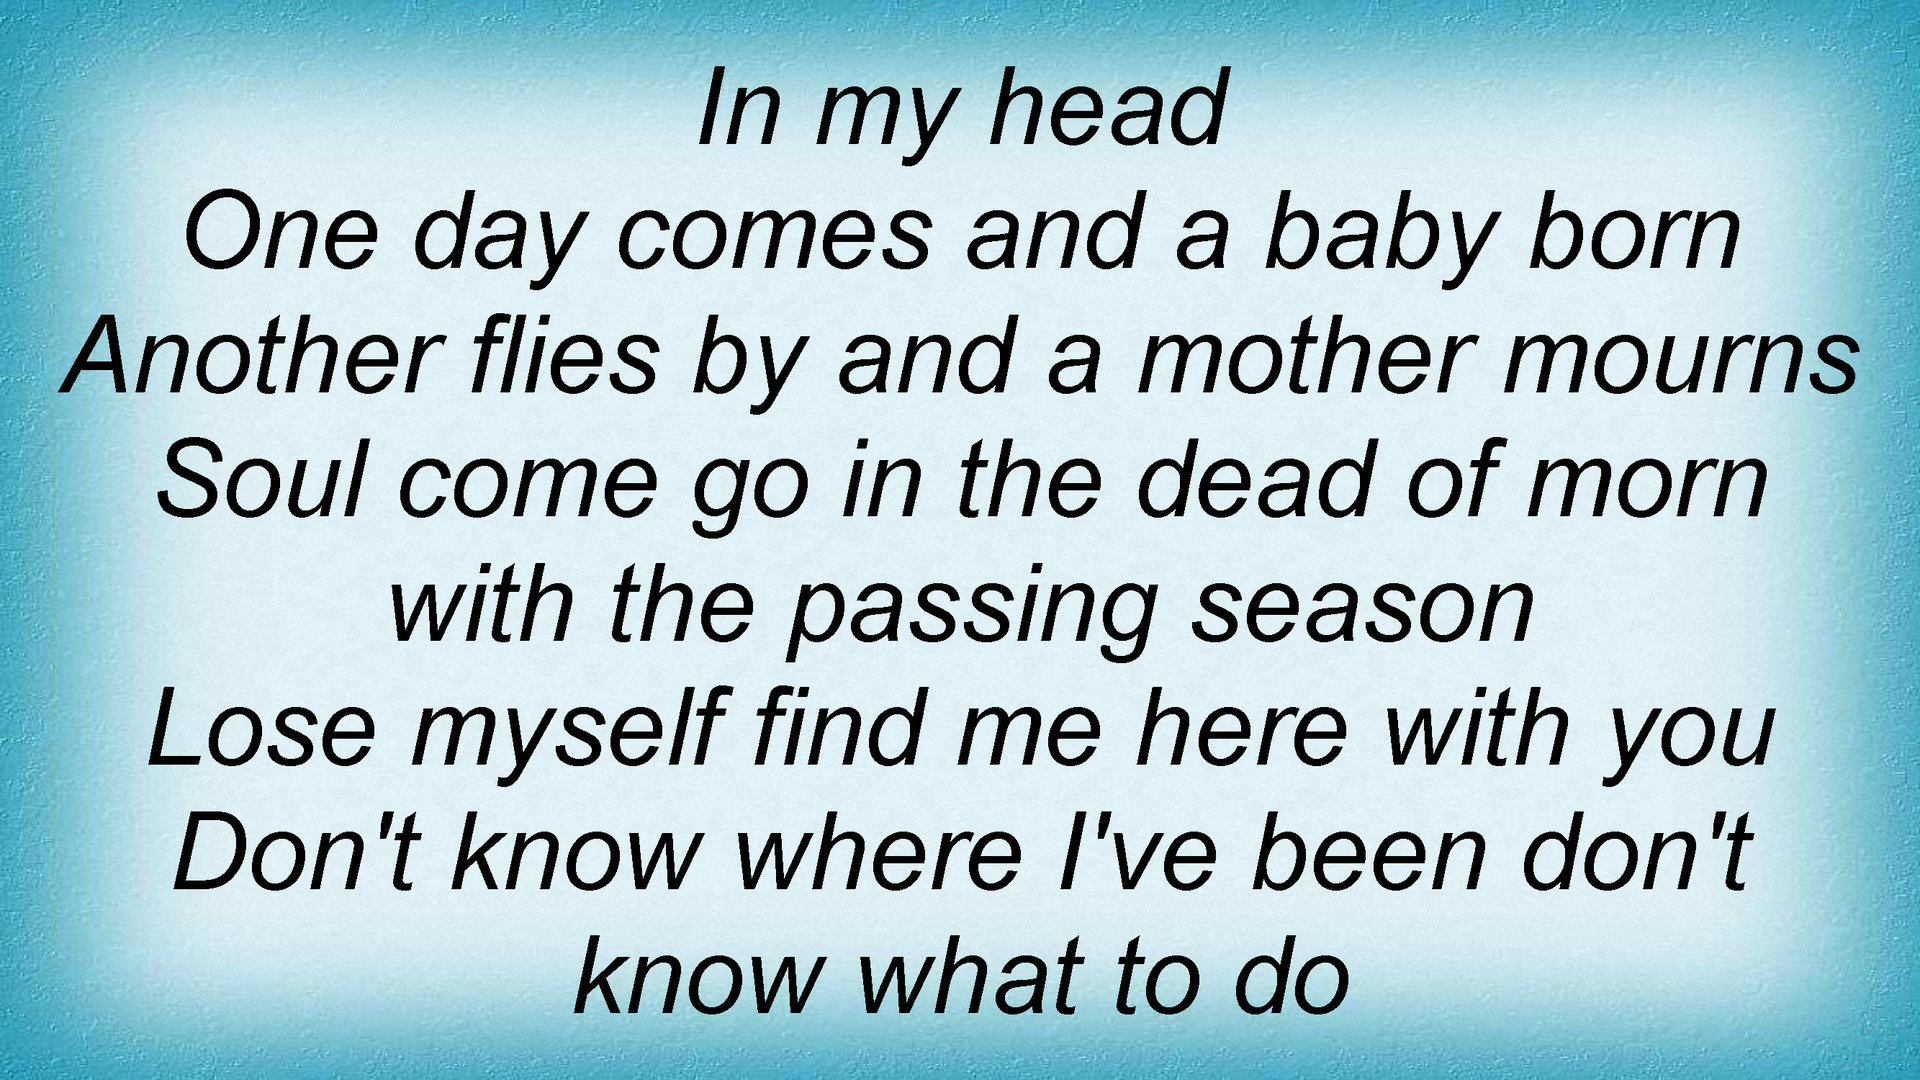 In my head
One day comes and a baby born
Another flies by and a mother mourns
Soul come go in the dead of morn
with the passing season
Lose myself find me here with you
Don't know where I've been don't
know what to do